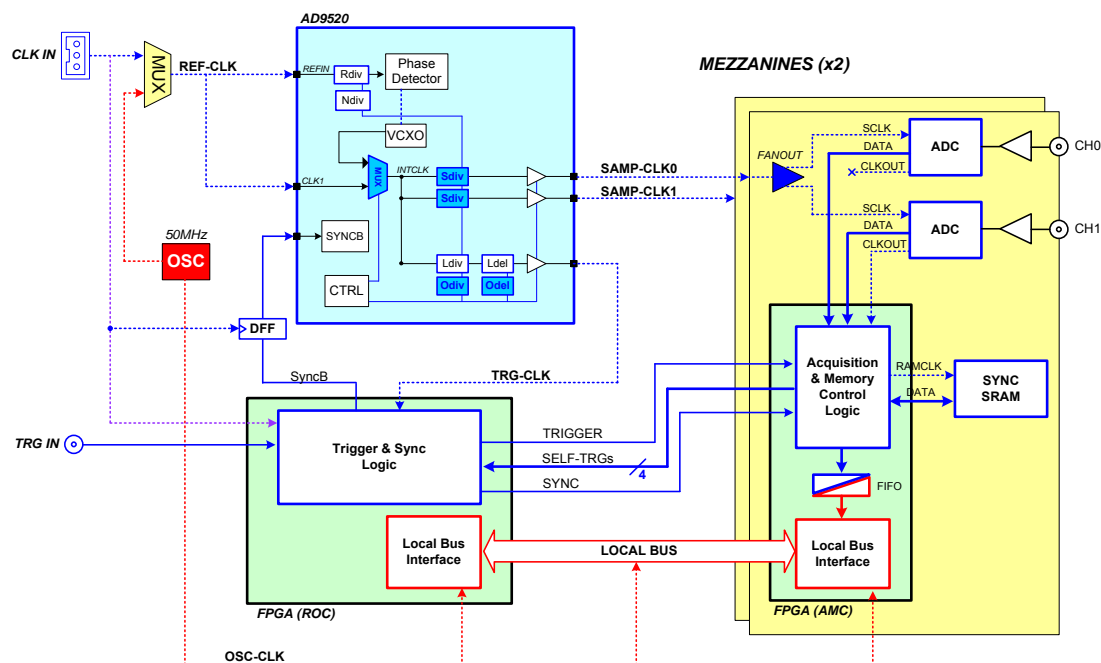 AD9520
CLK IN
MUX
REF-CLK
REFIN
Rdiv
Phase
Detector
Ndiv
VCXO
MUX
CLK1
INTCLK
Sdiv
Sdiv
SYNCB
CTRL
Ldiv
Ldel
Odiv
Odel
50MHz
OSC
DFF
SyncB
TRG-CLK
SAMP-CLK0
SAMP-CLK1
MEZZANINES (x2)
FANOUT
SCLK
DATA
CLKOUT
ADC
CH0
SCLK
DATA
CLKOUT
ADC
CH1
TRG IN
Trigger & Sync
Logic
TRIGGER
SELF-TRGs
4
SYNC
Acquisition
& Memory
Control
Logic
RAMCLK
DATA
SYNC
SRAM
FIFO
Local Bus
Interface
LOCAL BUS
Local Bus
Interface
FPGA (ROC)
FPGA (AMC)
OSC-CLK